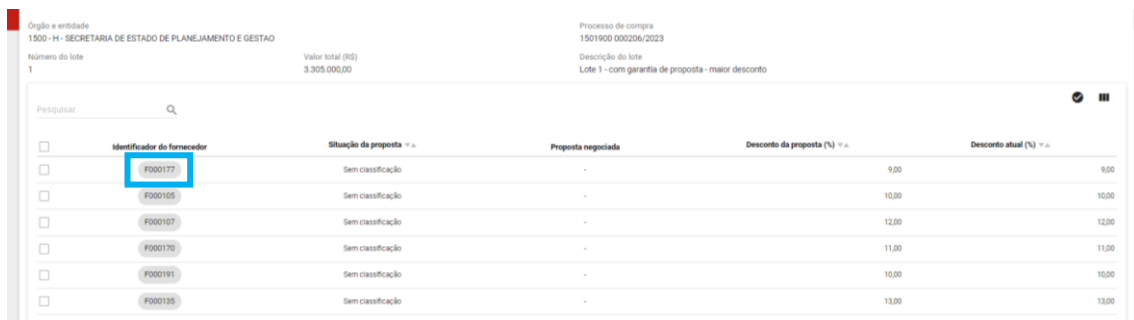 Órgão e entidade Processo de compra
1500 - H - SECRETARIA DE ESTADO DE PLANEJAMENTO E GESTAO 1501900 000206/2023
Número do lote Valor total (R$) Descrição do lote
1 3.305.000,00 Lote 1 - com garantia de proposta - maior desconto
Pesquisar
Identificador do fornecedor Situação da proposta Proposta negociada Desconto da proposta (%) Desconto atual (%)
F000177 Sem classificação - 9,00 9,00
F000105 Sem classificação - 10,00 10,00
F000107 Sem classificação - 12,00 12,00
F000170 Sem classificação - 11,00 11,00
F000191 Sem classificação - 10,00 10,00
F000135 Sem classificação - 13,00 13,00